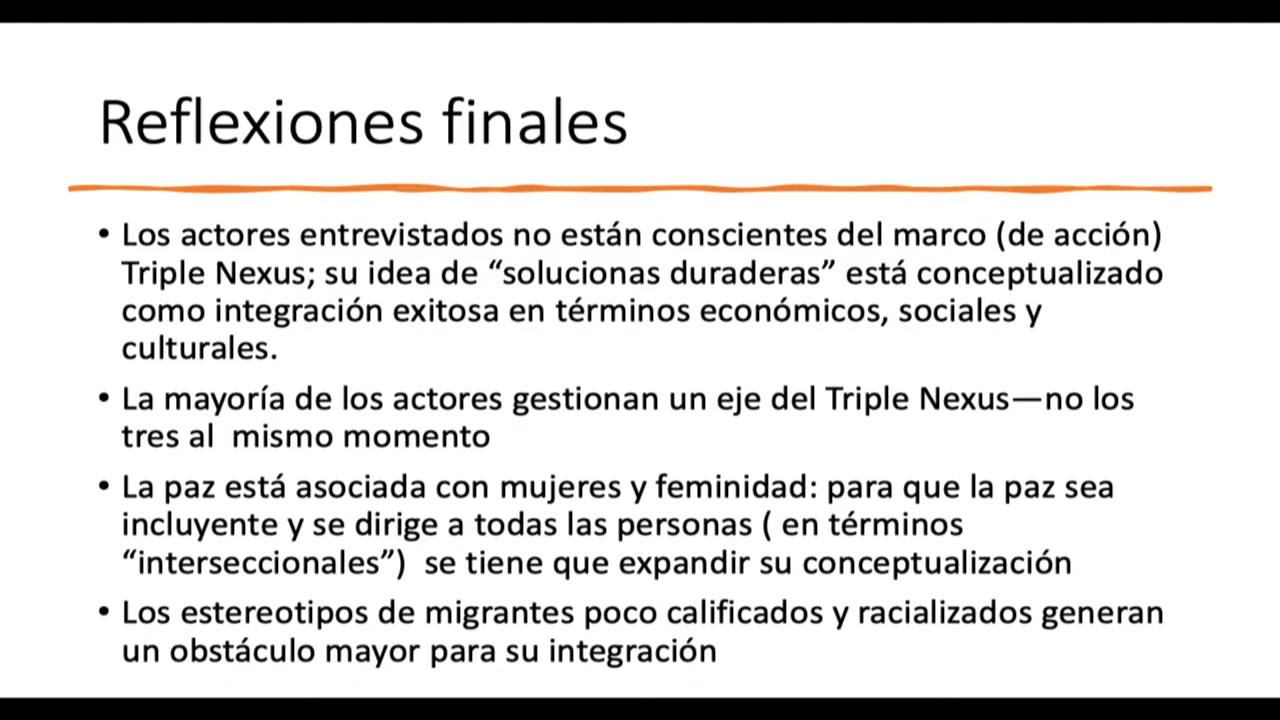 Reflexiones finales
• Los actores entrevistados no están conscientes del marco (de acción)
Triple Nexus; su idea de “solucionas duraderas” está conceptualizado
como integración exitosa en términos económicos, sociales y
culturales.
• La mayoría de los actores gestionan un eje del Triple Nexus—no los
tres al  mismo momento
• La paz está asociada con mujeres y feminidad: para que la paz sea
incluyente y se dirige a todas las personas ( en términos
“interseccionales”)  se tiene que expandir su conceptualización
• Los estereotipos de migrantes poco calificados y racializados generan
un obstáculo mayor para su integración